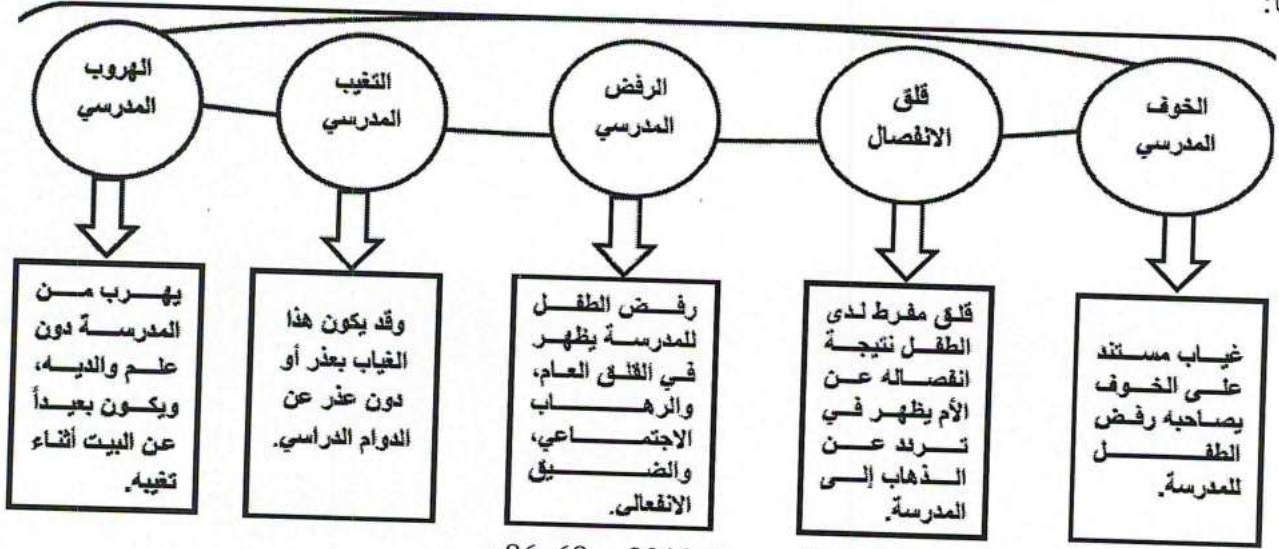 الخوف
المدرسي
غياب مستند
على الخوف
يصاحبه رفض
الطفل
للمدرسة.
قلق
الانفصال
قلق مفرط لدى
الطفل نتيجة
انفصاله عن
الأم يظهر في
تردد عن
الذهاب إلى
المدرسة.
الرفض
المدرسي
رفض الطفل
للمدرسة يظهر
في القلق العام،
والرهاب
الاجتماعي،
والضيق
الانفعالي.
التغيب
المدرسي
وقد يكون هذا
الغياب بعذر أو
دون عذر عن
الدوام الدراسي.
الهروب
المدرسي
يهرب من
المدرسة دون
علم والديه،
ويكون بعيداً
عن البيت أثناء
تغيبه.